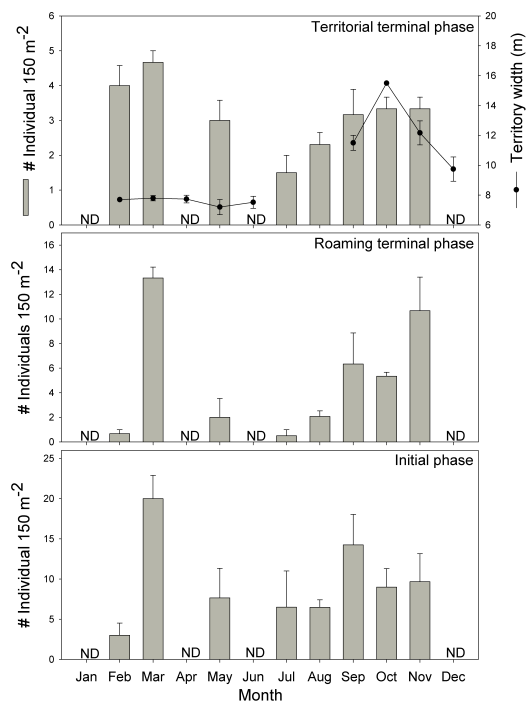 Territorial terminal phase
# Individual 150 m-2
Territory width (m)
6
5
4
3
2
1
0
20
18
16
14
12
10
8
6
ND ND ND ND
Roaming terminal phase
# Individuals 150 m-2
16
14
12
10
8
6
4
2
0
ND ND ND ND
Initial phase
# Individual 150 m-2
25
20
15
10
5
0
ND ND ND ND
Jan Feb Mar Apr May Jun Jul Aug Sep Oct Nov Dec
Month